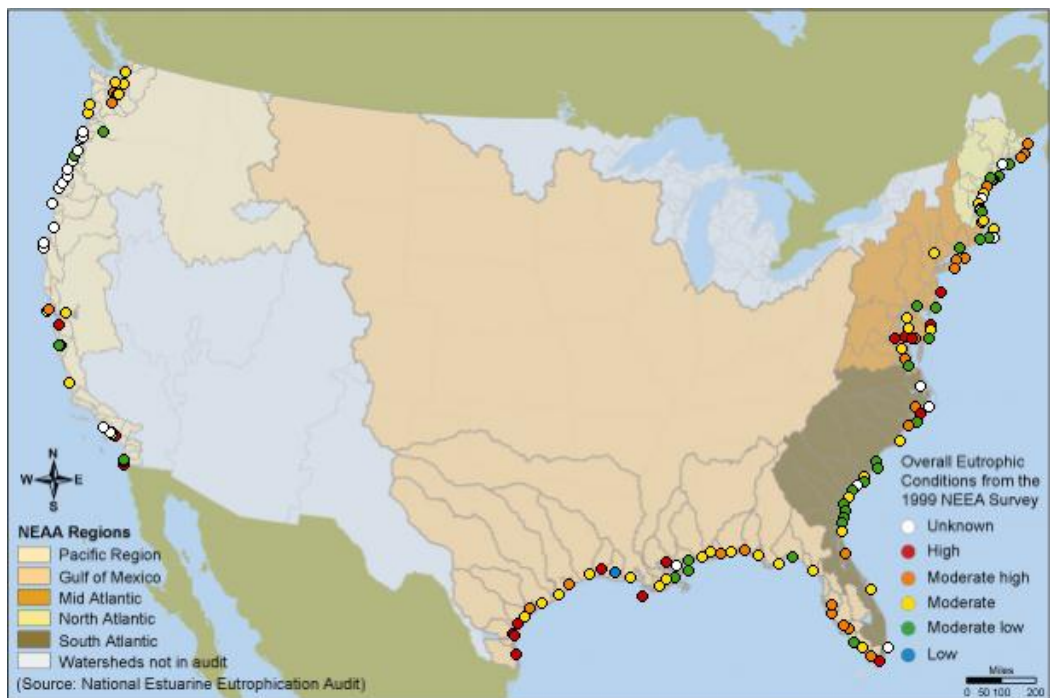 N
W E
S
NEAA Regions
Pacific Region
Gulf of Mexico
Mid Atlantic
North Atlantic
South Atlantic
Watersheds not in audit
(Source: National Estuarine Eutrophication Audit)
Overall Eutrophic
Conditions from the
1999 NEEA Survey
Unknown
High
Moderate high
Moderate
Moderate low
Low
Miles
0 50 100 200